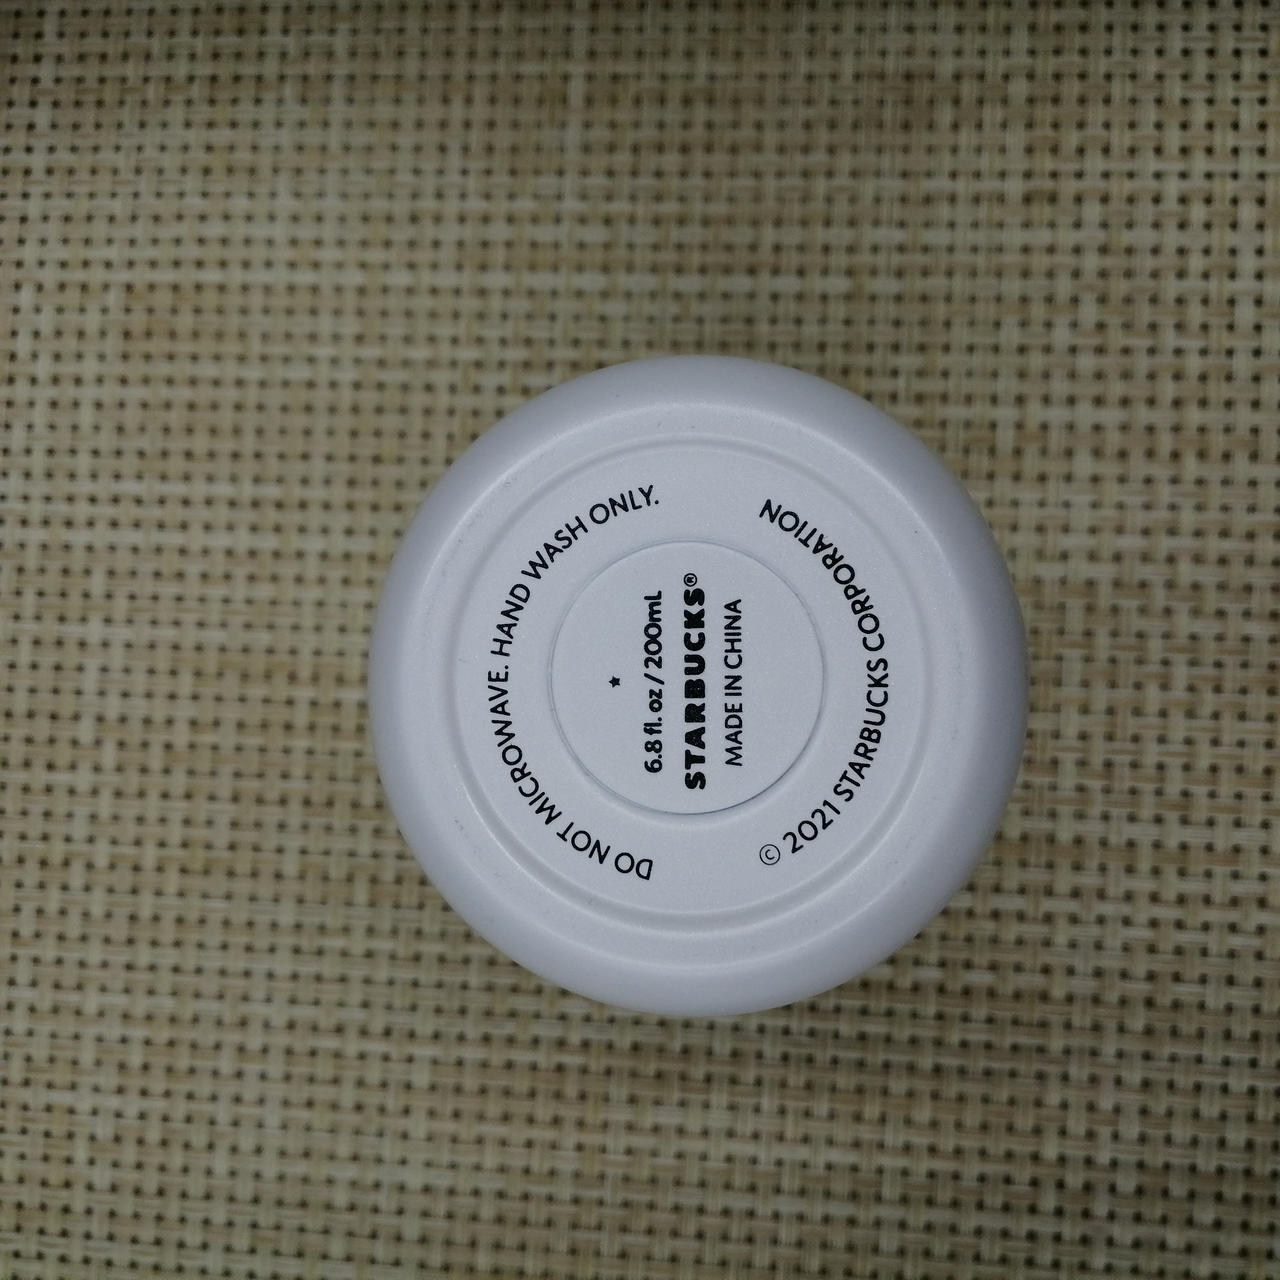 DO NOT MICROWAVE. HAND WASH ONLY.
6.8 fl. oz / 200mL
STARBUCKS®
MADE IN CHINA
© 2021 STARBUCKS CORPORATION